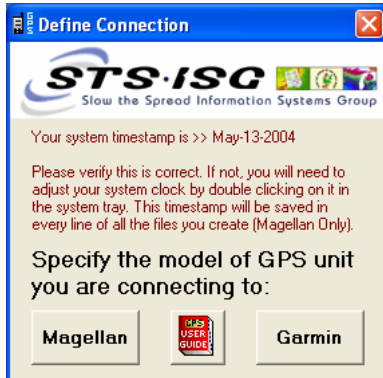 Define Connection
STS·ISG
Slow the Spread Information Systems Group
Your system timestamp is >> May-13-2004
Please verify this is correct. If not, you will need to
adjust your system clock by double clicking on it in
the system tray. This timestamp will be saved in
every line of all the files you create (Magellan Only).
Specify the model of GPS unit
you are connecting to:
Magellan
GPS
USER
GUIDE
Garmin